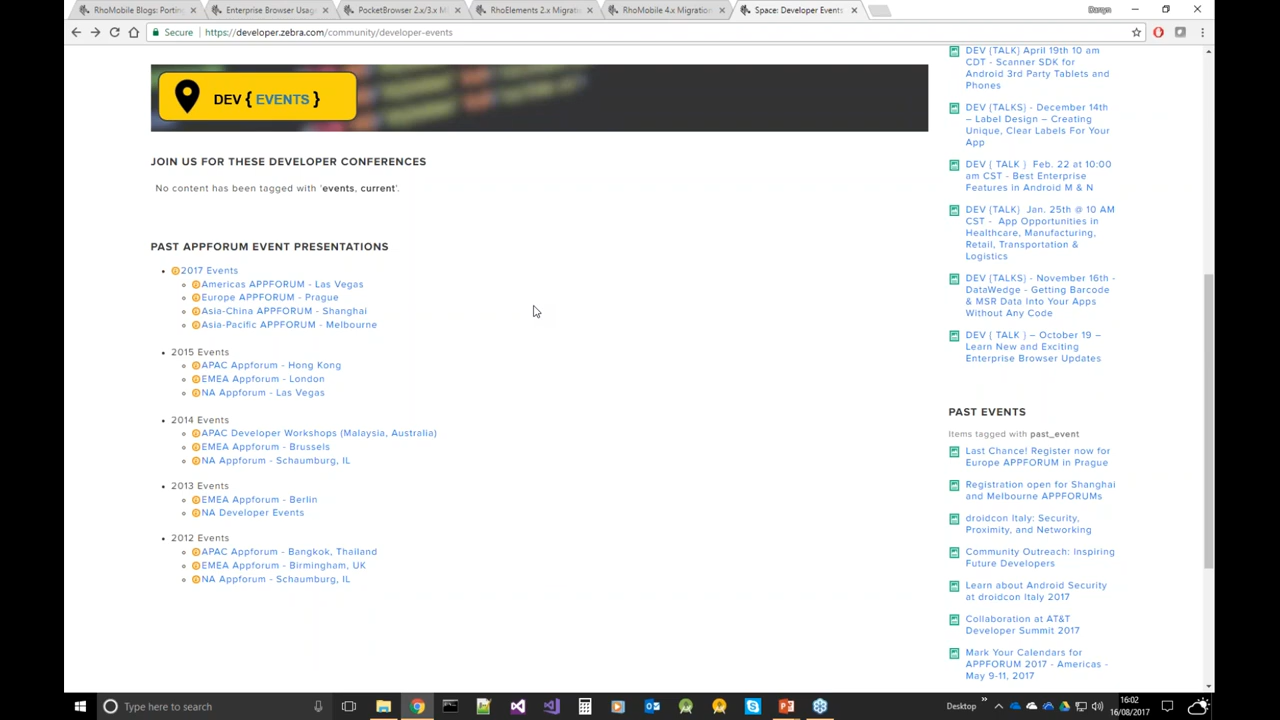 RhoMobile Blogs: Porting
Enterprise Browser Usag
PocketBrowser 2.x/3.x M
RhoElements 2.x Migrati
RhoMobile 4.x Migration
Space: Developer Events
Darryn
Secure
https://developer.zebra.com/community/developer-events
DEV { EVENTS }
JOIN US FOR THESE DEVELOPER CONFERENCES
No content has been tagged with 'events, current'.
PAST APPFORUM EVENT PRESENTATIONS
2017 Events
Americas APPFORUM - Las Vegas
Europe APPFORUM - Prague
Asia-China APPFORUM - Shanghai
Asia-Pacific APPFORUM - Melbourne
2015 Events
APAC Appforum - Hong Kong
EMEA Appforum - London
NA Appforum - Las Vegas
2014 Events
APAC Developer Workshops (Malaysia, Australia)
EMEA Appforum - Brussels
NA Appforum - Schaumburg, IL
2013 Events
EMEA Appforum - Berlin
NA Developer Events
2012 Events
APAC Appforum - Bangkok, Thailand
EMEA Appforum - Birmingham, UK
NA Appforum - Schaumburg, IL
DEV {TALK} April 19th 10 am
CDT - Scanner SDK for
Android 3rd Party Tablets and
Phones
DEV {TALKS} - December 14th
– Label Design – Creating
Unique, Clear Labels For Your
App
DEV { TALK } Feb. 22 at 10:00
am CST - Best Enterprise
Features in Android M & N
DEV {TALK} Jan. 25th @ 10 AM
CST - App Opportunities in
Healthcare, Manufacturing,
Retail, Transportation &
Logistics
DEV {TALKS} - November 16th -
DataWedge - Getting Barcode
& MSR Data Into Your Apps
Without Any Code
DEV { TALK } – October 19 –
Learn New and Exciting
Enterprise Browser Updates
PAST EVENTS
Items tagged with past_event
Last Chance! Register now for
Europe APPFORUM in Prague
Registration open for Shanghai
and Melbourne APPFORUMs
droidcon Italy: Security,
Proximity, and Networking
Community Outreach: Inspiring
Future Developers
Learn about Android Security
at droidcon Italy 2017
Collaboration at AT&T
Developer Summit 2017
Mark Your Calendars for
APPFORUM 2017 - Americas -
May 9-11, 2017
Type here to search
Desktop
16:02
16/08/2017